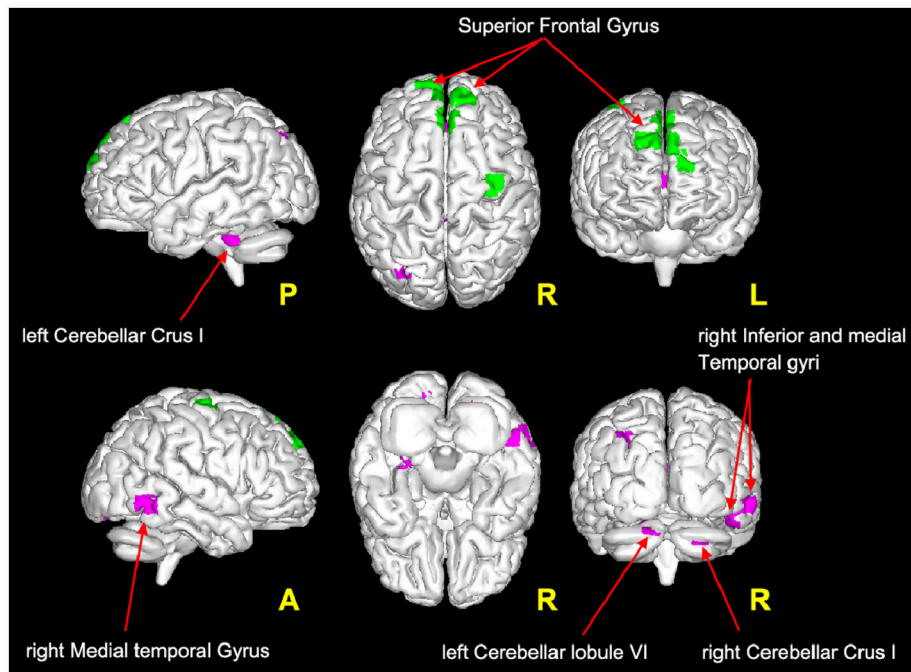 Superior Frontal Gyrus
P
R
L
left Cerebellar Crus I
right Inferior and medial
Temporal gyri
A
R
R
right Medial temporal Gyrus
left Cerebellar lobule VI
right Cerebellar Crus I